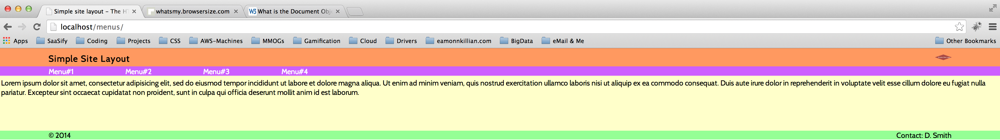 Simple site layout – The H
whatsmy.browsersize.com
W3 What is the Document Obj
localhost/menus/
Apps SaaSify Coding Projects CSS AWS-Machines MMOGs Gamification Cloud Drivers eamonnkillian.com BigData eMail & Me Other Bookmarks
Simple Site Layout
Simple Site Logo
Menu#1 Menu#2 Menu#3 Menu#4
Lorem ipsum dolor sit amet, consectetur adipisicing elit, sed do eiusmod tempor incididunt ut labore et dolore magna aliqua. Ut enim ad minim veniam, quis nostrud exercitation ullamco laboris nisi ut aliquip ex ea commodo consequat. Duis aute irure dolor in reprehenderit in voluptate velit esse cillum dolore eu fugiat nulla
pariatur. Excepteur sint occaecat cupidatat non proident, sunt in culpa qui officia deserunt mollit anim id est laborum.
© 2014 Contact: D. Smith